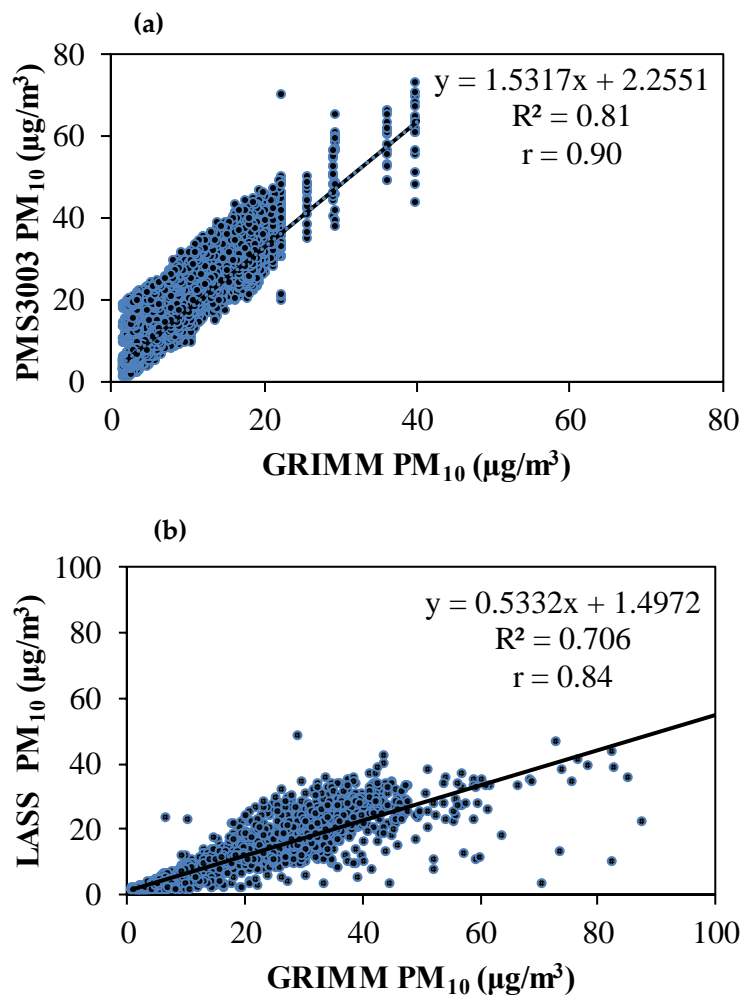 (a)
80
60
40
20
0
PMS3003 PM₁₀ (µg/m³)
y = 1.5317x + 2.2551
R² = 0.81
r = 0.90
0 20 40 60 80
GRIMM PM₁₀ (µg/m³)
(b)
100
80
60
40
20
0
LASS PM₁₀ (µg/m³)
y = 0.5332x + 1.4972
R² = 0.706
r = 0.84
0 20 40 60 80 100
GRIMM PM₁₀ (µg/m³)